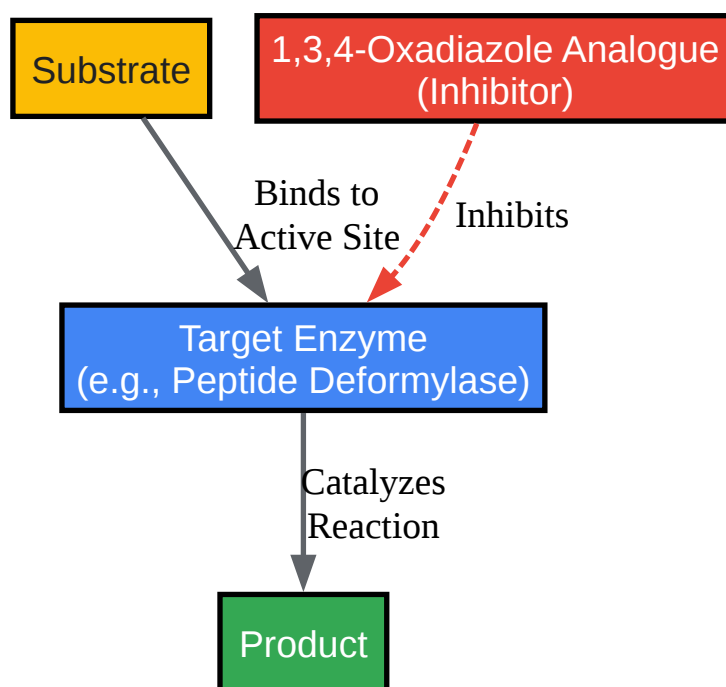 Substrate
1,3,4-Oxadiazole Analogue
(Inhibitor)
Binds to
Active Site
Inhibits
Target Enzyme
(e.g., Peptide Deformylase)
Catalyzes
Reaction
Product